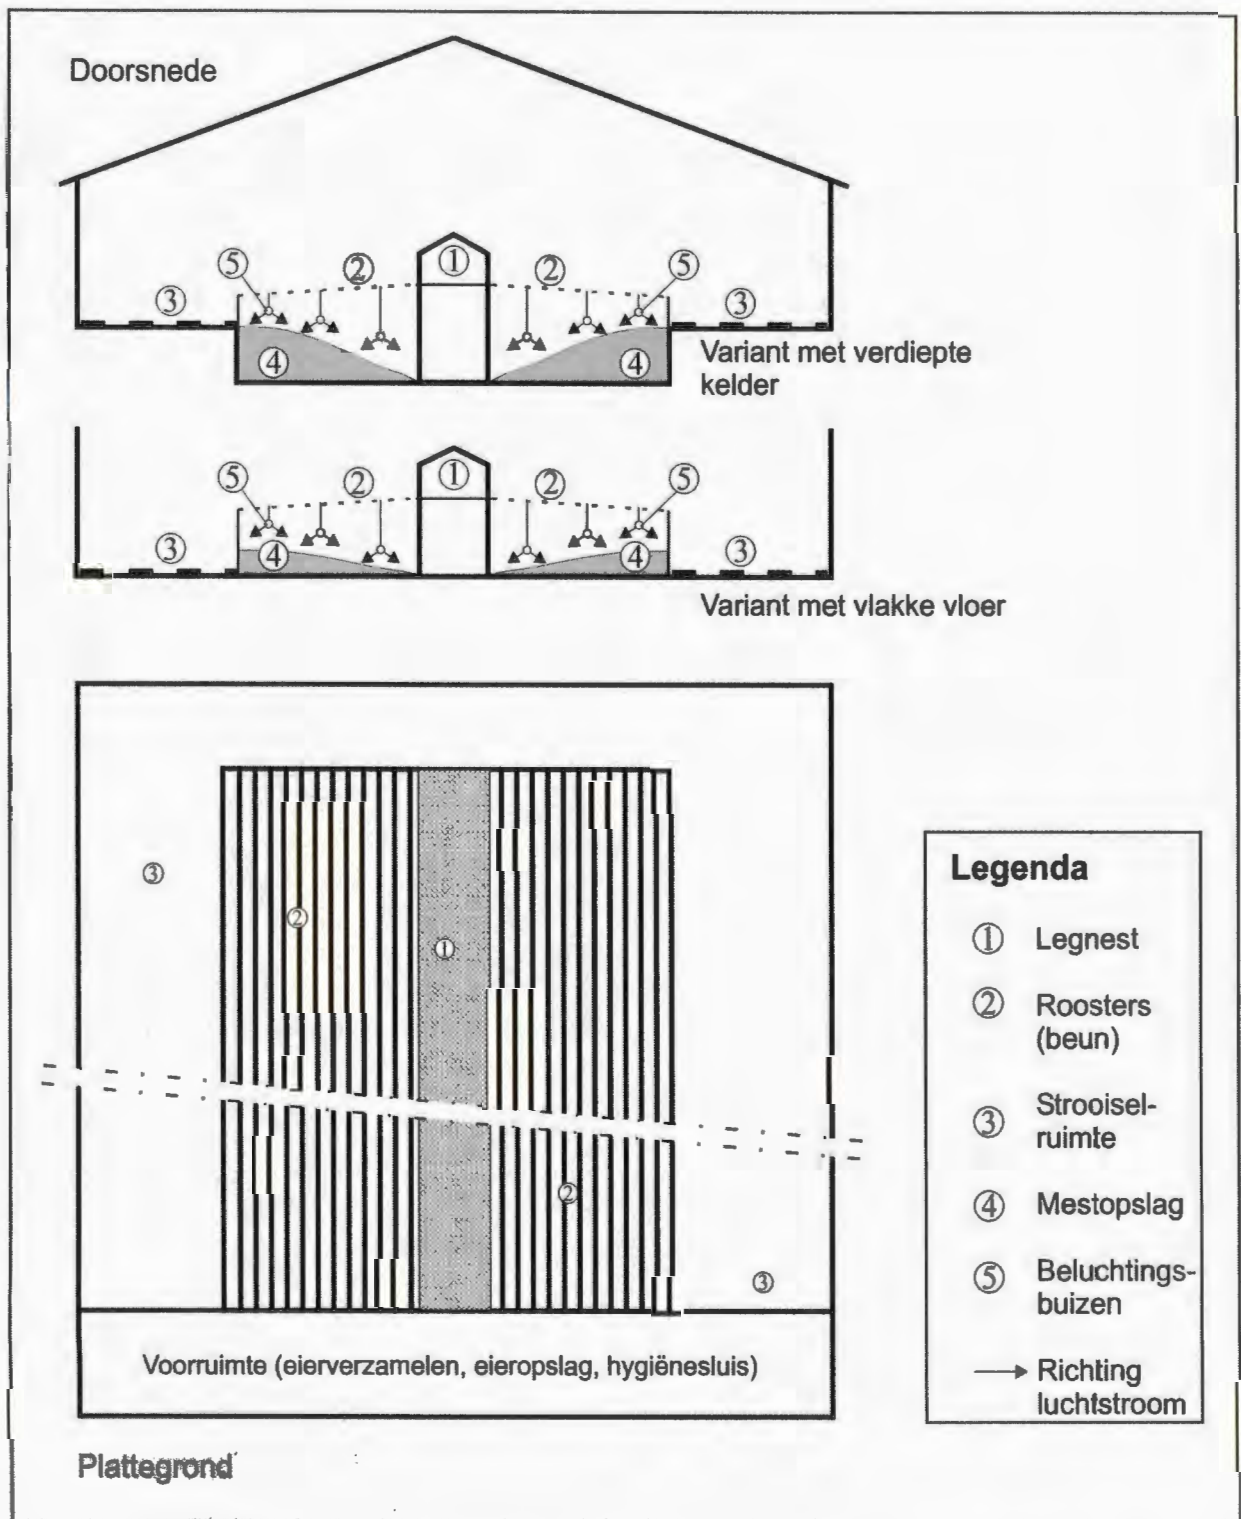 Doorsnede
① ② ② ⑤ ⑤ ③ ③ ④ ④
Variant met verdiepte
kelder
① ② ② ⑤ ⑤ ③ ③ ④ ④
Variant met vlakke vloer
③
②
①
②
③
Voorruimte (eierverzamelen, eieropslag, hygiënesluis)
Plattegrond
Legenda
① Legnest
② Roosters
(beun)
③ Strooisel-
ruimte
④ Mestopslag
⑤ Beluchtings-
buizen
Richting
luchtstroom